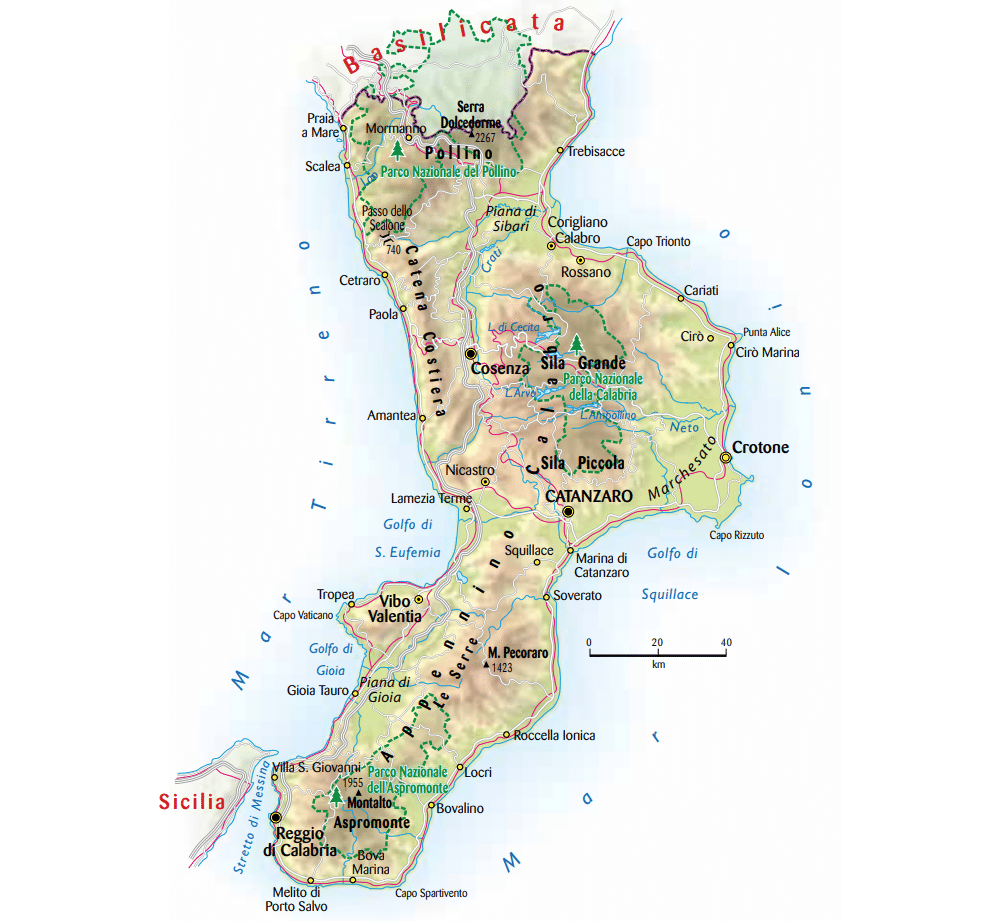 Basilicata
Serra
Dolcedorme
2267
Praia
a Mare
Mormanno
Pollino
Trebisacce
Scalea
Lao
Parco Nazionale del Pollino
Passo dello
Scalone
740
Piana di
Sibari
Corigliano
Calabro
Capo Trionto
Crati
Rossano
Cetraro
Catena Costiera
Cariati
Paola
L. di Cecita
Cirò
Punta Alice
Cirò Marina
Cosenza
Sila Grande
Parco Nazionale
della Calabria
L. Arvo
L. Ampollino
Amantea
Neto
Crotone
Marchesato
Sila Piccola
Nicastro
CATANZARO
Lamezia Terme
Golfo di
S. Eufemia
Capo Rizzuto
Squillace
Marina di
Catanzaro
Golfo di
Squillace
Tropea
Capo Vaticano
Vibo
Valentia
Soverato
0 20 40
km
Golfo di
Gioia
M. Pecoraro
1423
Le Serre
Appennino Calabro
Piana di
Gioia
Gioia Tauro
Roccella Ionica
Villa S. Giovanni
1955
Montalto
Parco Nazionale
dell'Aspromonte
Locri
Sicilia
Stretto di Messina
Aspromonte
Bovalino
Reggio
di Calabria
Bova
Marina
Melito di
Porto Salvo
Capo Spartivento
Mar Tirreno
Mar Ionio